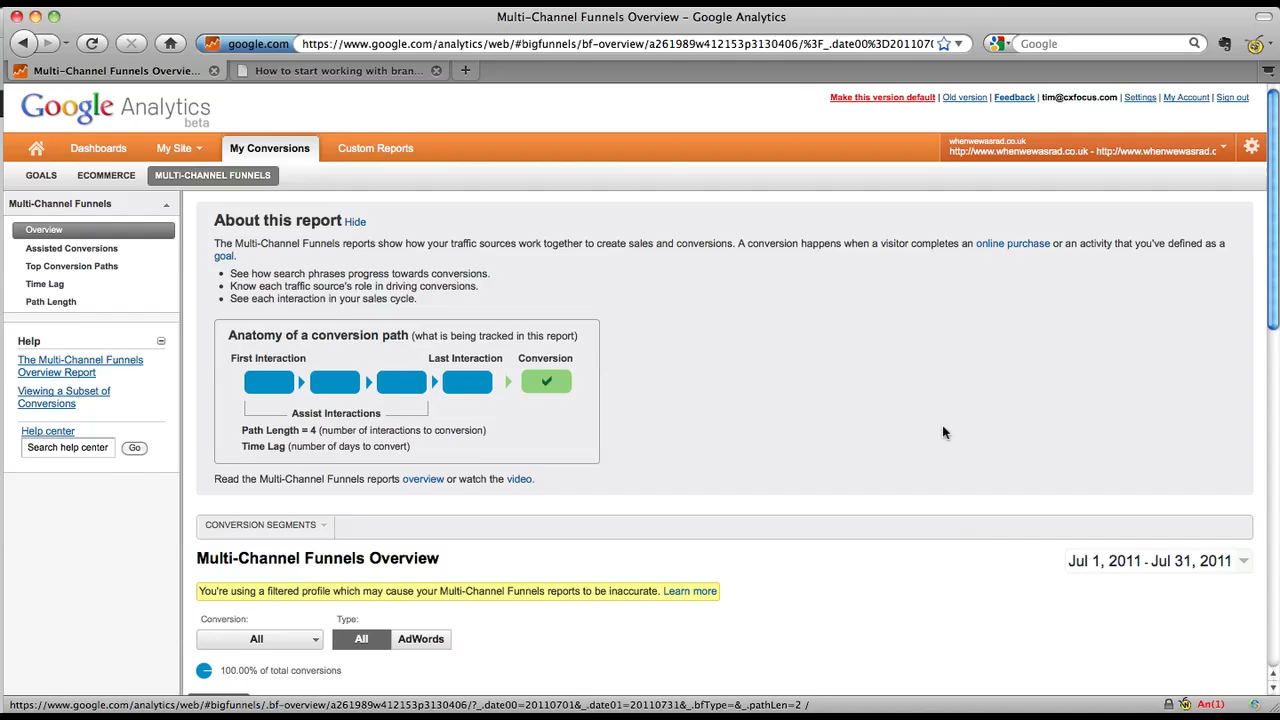 Multi-Channel Funnels Overview – Google Analytics
google.com
https://www.google.com/analytics/web/#bigfunnels/bf-overview/a261989w412153p3130406/%3F_.date00%3D201107
Google
Multi-Channel Funnels Overvie...
How to start working with bran...
Google Analytics
beta
Make this version default | Old version | Feedback | tim@cxfocus.com | Settings | My Account | Sign out
Dashboards
My Site
My Conversions
Custom Reports
whenwewasrad.co.uk
http://www.whenwewasrad.co.uk - http://www.whenwewasrad.c
GOALS
ECOMMERCE
MULTI-CHANNEL FUNNELS
Multi-Channel Funnels
Overview
Assisted Conversions
Top Conversion Paths
Time Lag
Path Length
Help
The Multi-Channel Funnels Overview Report
Viewing a Subset of Conversions
Help center
Search help center
Go
About this report Hide
The Multi-Channel Funnels reports show how your traffic sources work together to create sales and conversions. A conversion happens when a visitor completes an online purchase or an activity that you've defined as a
goal.
• See how search phrases progress towards conversions.
• Know each traffic source's role in driving conversions.
• See each interaction in your sales cycle.
Anatomy of a conversion path (what is being tracked in this report)
First Interaction
Last Interaction
Conversion
Assist Interactions
Path Length = 4 (number of interactions to conversion)
Time Lag (number of days to convert)
Read the Multi-Channel Funnels reports overview or watch the video.
CONVERSION SEGMENTS
Multi-Channel Funnels Overview
Jul 1, 2011 - Jul 31, 2011
You're using a filtered profile which may cause your Multi-Channel Funnels reports to be inaccurate. Learn more
Conversion:
Type:
All
All
AdWords
100.00% of total conversions
https://www.google.com/analytics/web/#bigfunnels/.bf-overview/a261989w412153p3130406/?_.date00=20110701&_.date01=20110731&_.bfType=&_.pathLen=2 /
An(1)